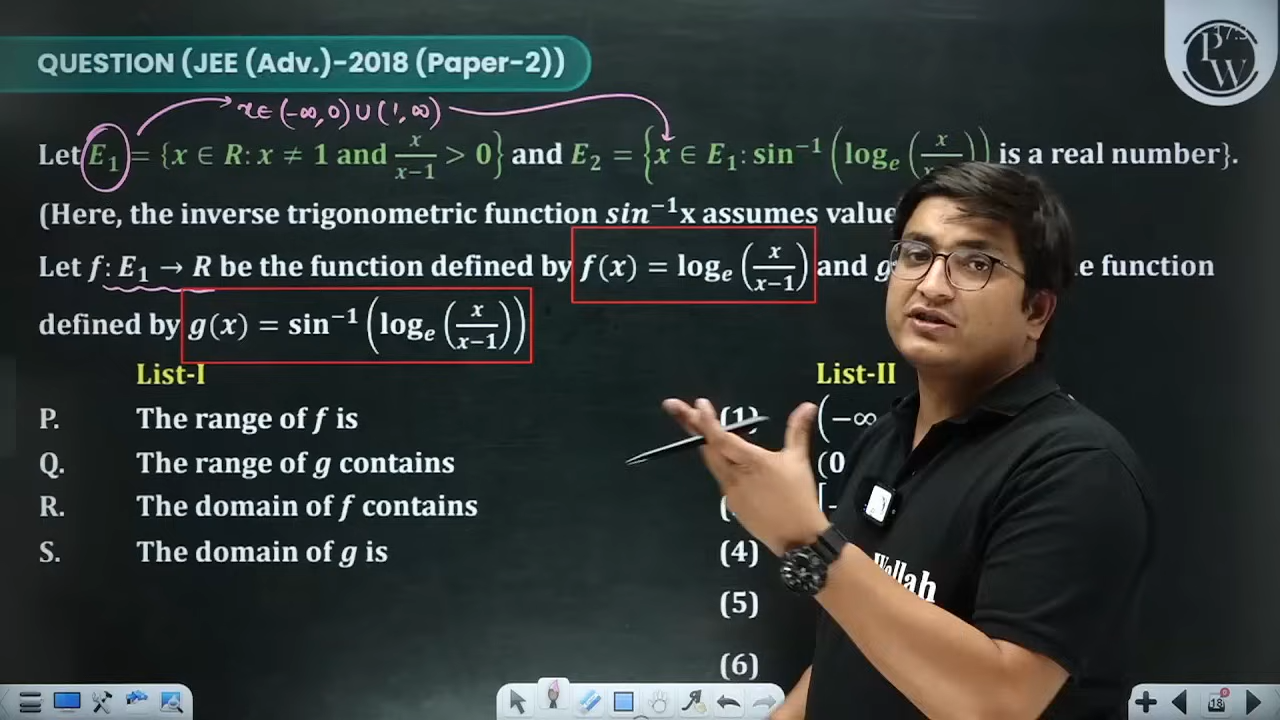 QUESTION (JEE (Adv.)-2018 (Paper-2))
x∈(-∞,0)∪(1,∞)
Let E₁ = {x ∈ R: x ≠ 1 and x/(x−1) > 0} and E₂ = {x ∈ E₁: sin⁻¹(logₑ(x/ is a real number}.
(Here, the inverse trigonometric function sin⁻¹x assumes
Let f: E₁ → R be the function defined by f(x) = logₑ(x/(x−1)) and function
defined by g(x) = sin⁻¹(logₑ(x/(x−1)))
List-I List-II
P. The range of f is (1) (−∞
Q. The range of g contains (0
R. The domain of f contains
S. The domain of g is (4)
(5)
(6)
PW
Wallah
18